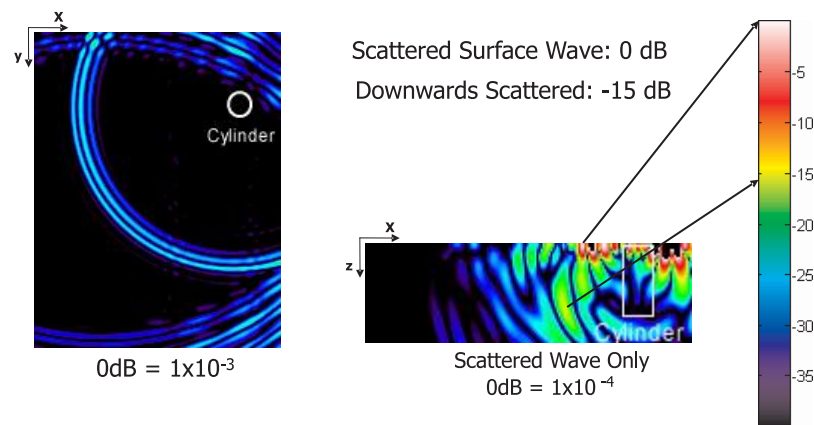 x
y
Cylinder
0dB = 1x10-3
Scattered Surface Wave: 0 dB
Downwards Scattered: -15 dB
x
z
Cylinder
Scattered Wave Only
0dB = 1x10 -4
-5
-10
-15
-20
-25
-30
-35